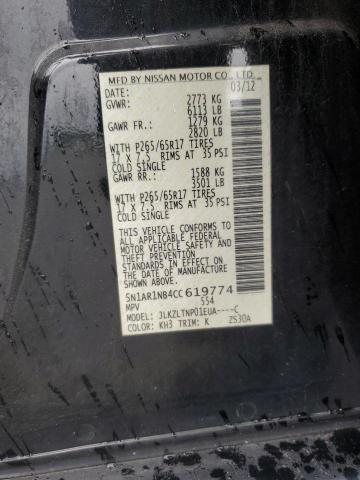 MFD BY NISSAN MOTOR CO., LTD.
DATE: 03/12
GVWR: 2773 KG
6113 LB
GAWR FR.: 1279 KG
2820 LB
WITH P265/65R17 TIRES
17 X 7.5 RIMS AT 35 PSI
COLD SINGLE
GAWR RR.: 1588 KG
3501 LB
WITH P265/65R17 TIRES
17 X 7.5 RIMS AT 35 PSI
COLD SINGLE
THIS VEHICLE CONFORMS TO ALL
APPLICABLE U.S. FEDERAL MOTOR
VEHICLE SAFETY, BUMPER, AND
THEFT PREVENTION STANDARDS
IN EFFECT ON THE DATE
OF MANUFACTURE SHOWN ABOVE.
5N1AR1NB4CC619774
MPV 554
MODEL: JLKZLTNP01EUA----C
COLOR: KH3 TRIM: K ZS30A